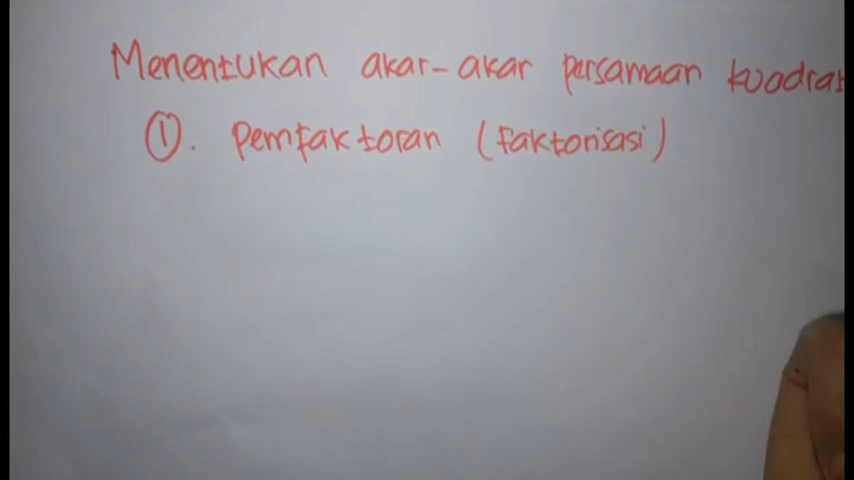 Menentukan akar-akar persamaan kuadrat
①. Pemfaktoran (faktorisasi)